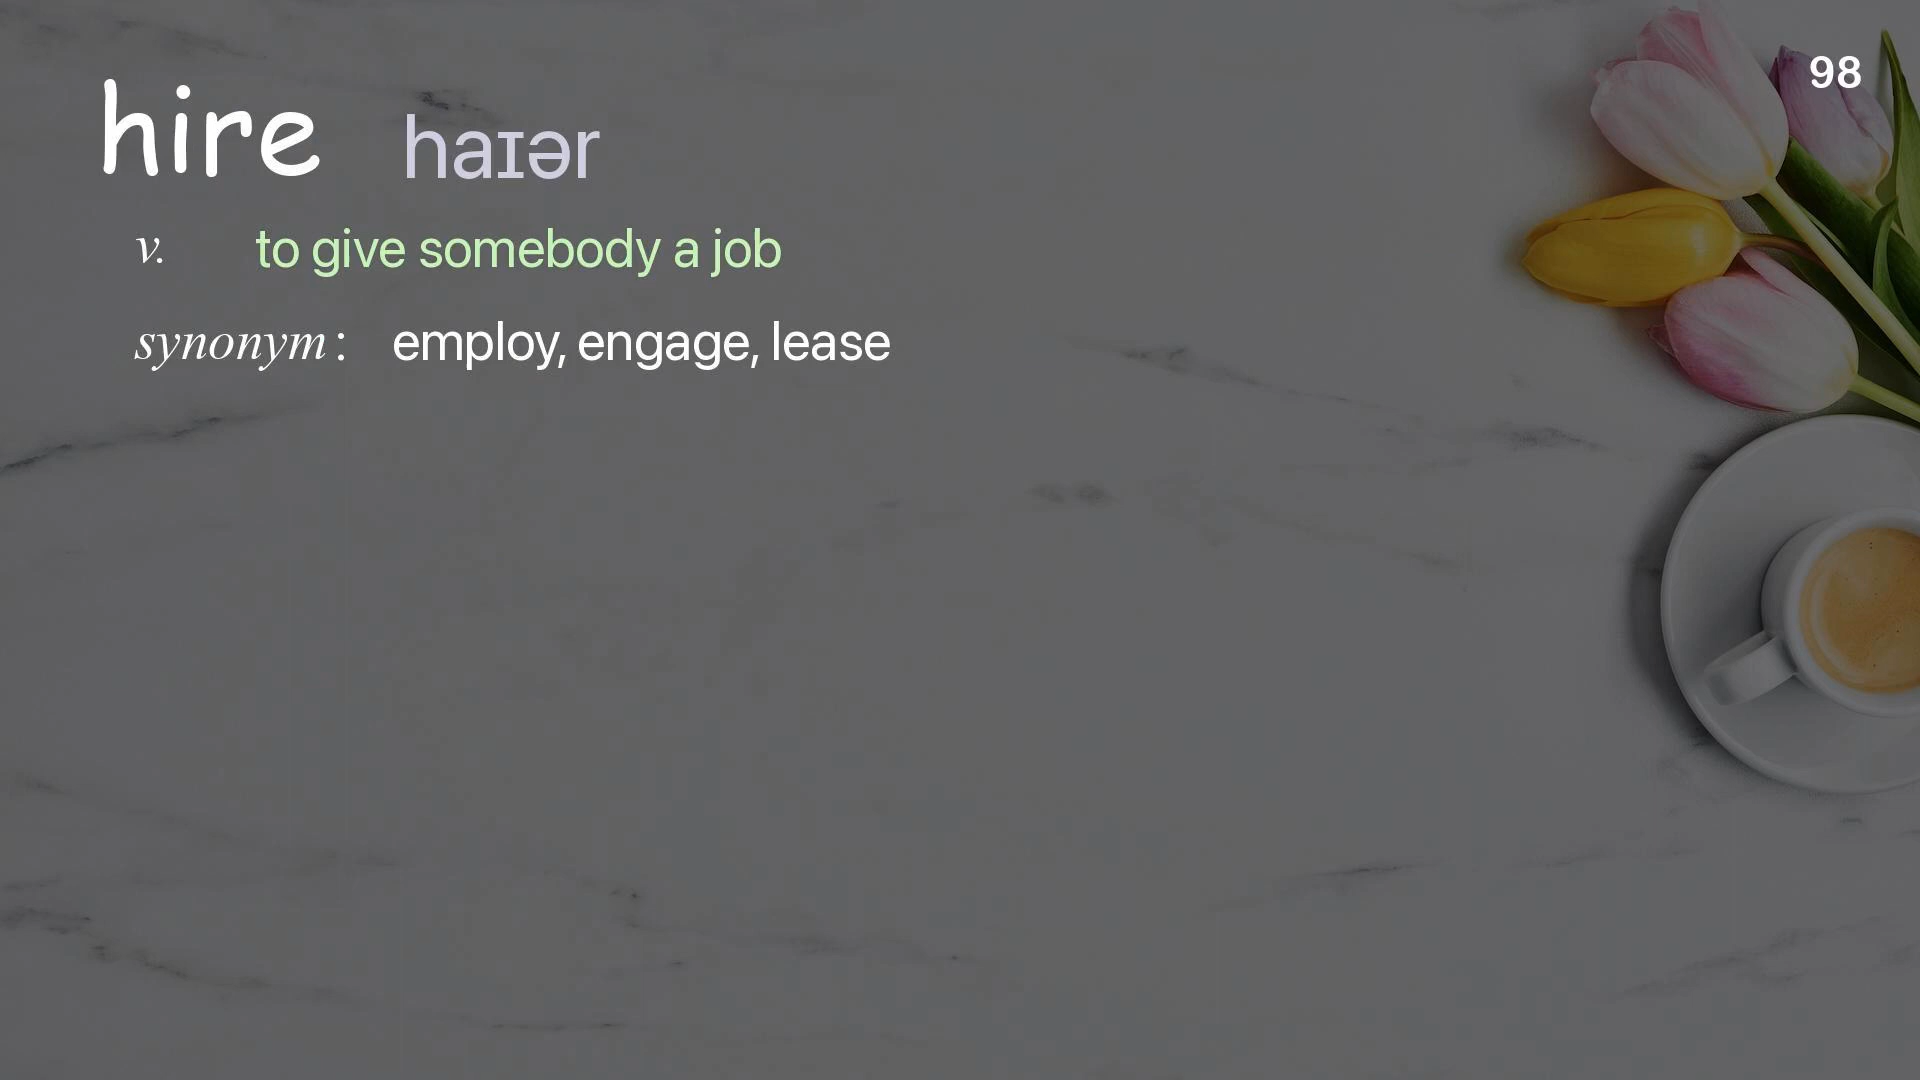 98
hire haɪər
v. to give somebody a job
synonym: employ, engage, lease